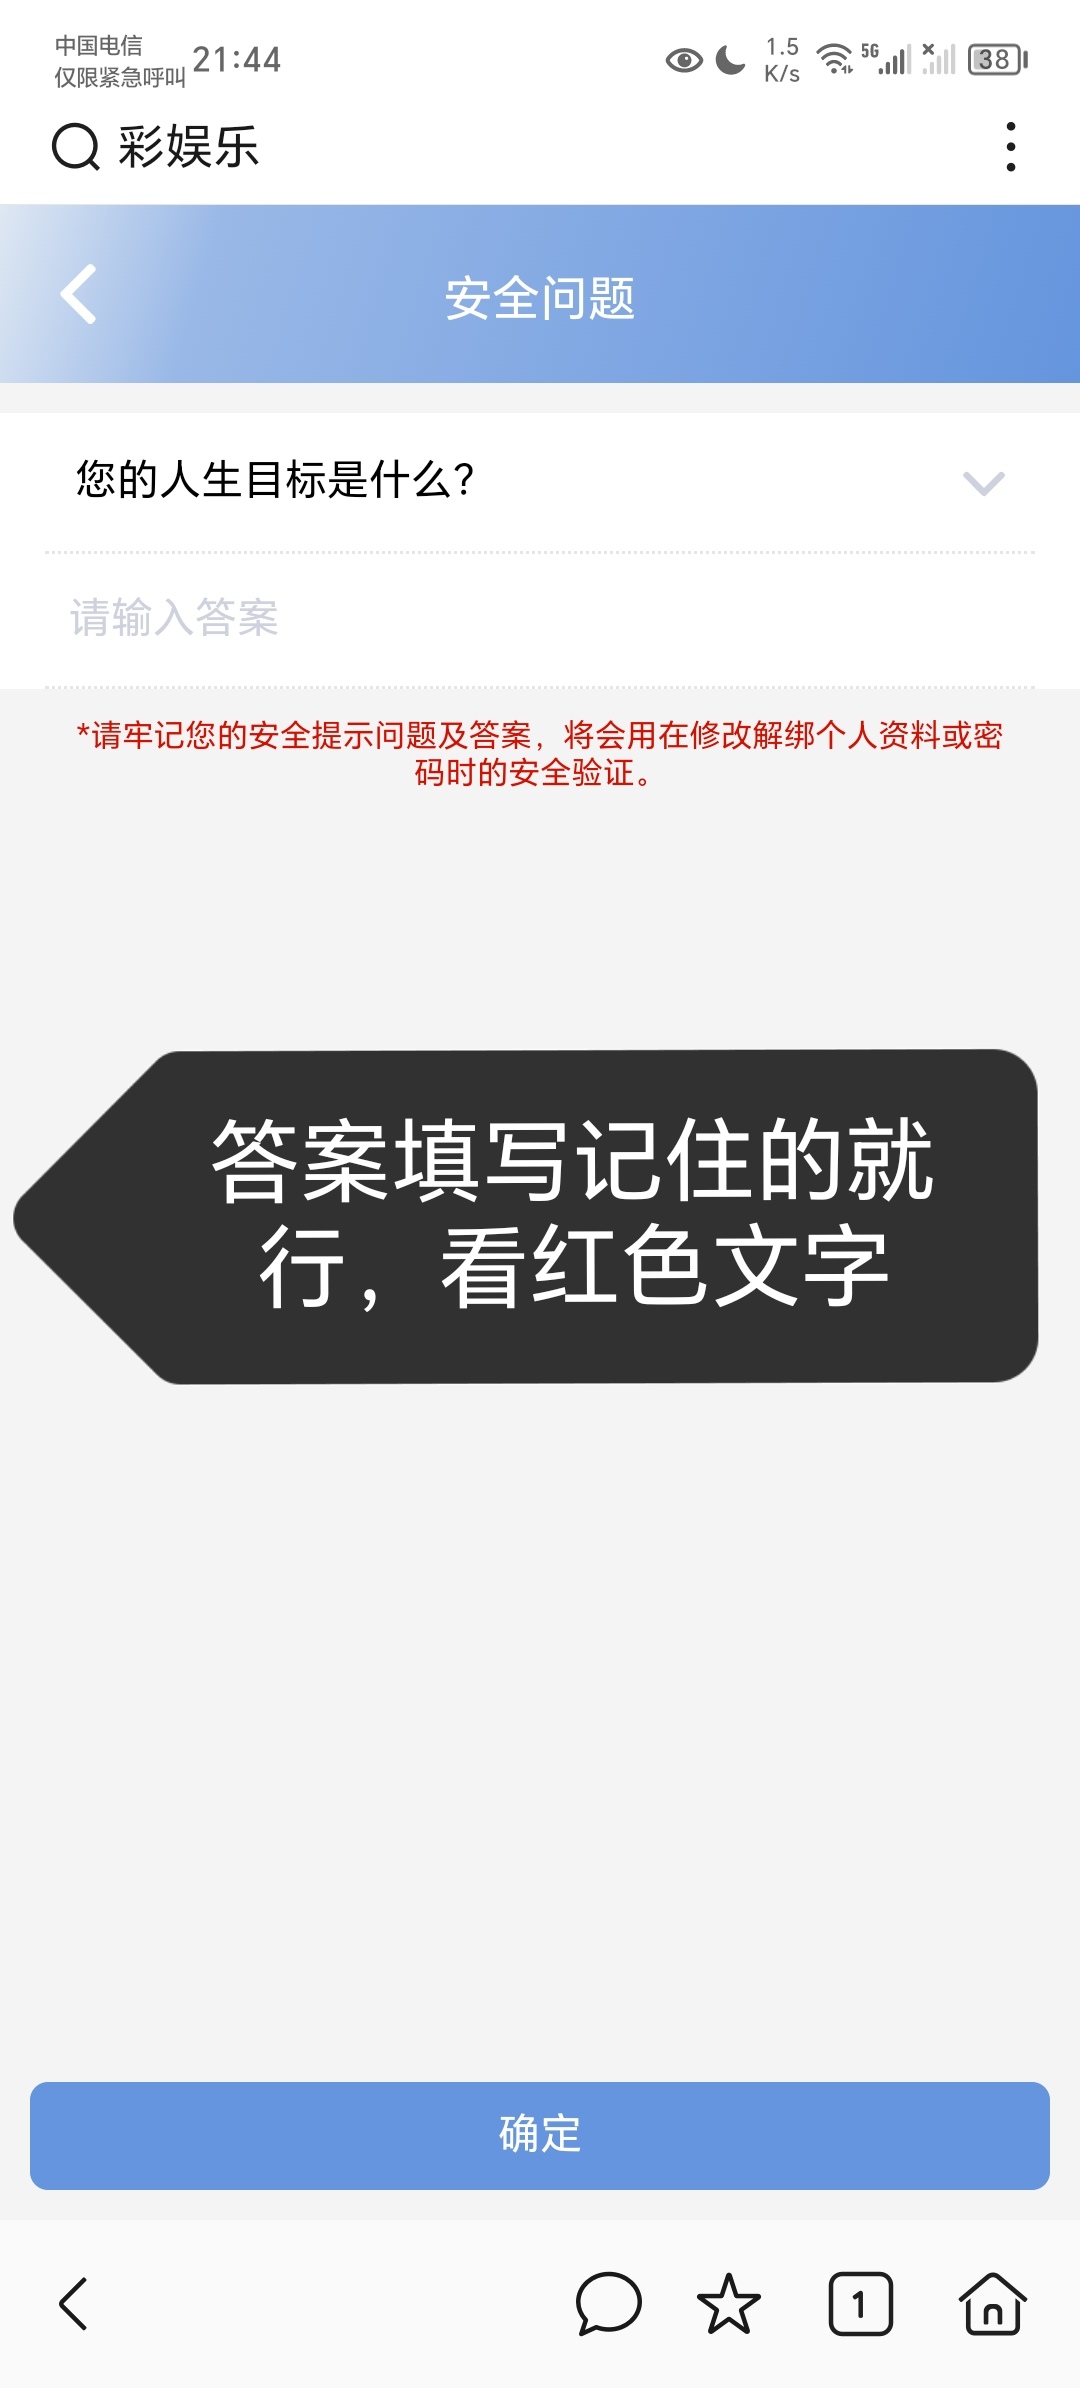 中国电信
仅限紧急呼叫
21:44
1.5
K/s
5G
38
彩娱乐
安全问题
您的人生目标是什么?
请输入答案
*请牢记您的安全提示问题及答案，将会用在修改解绑个人资料或密
码时的安全验证。
答案填写记住的就
行，看红色文字
确定
1